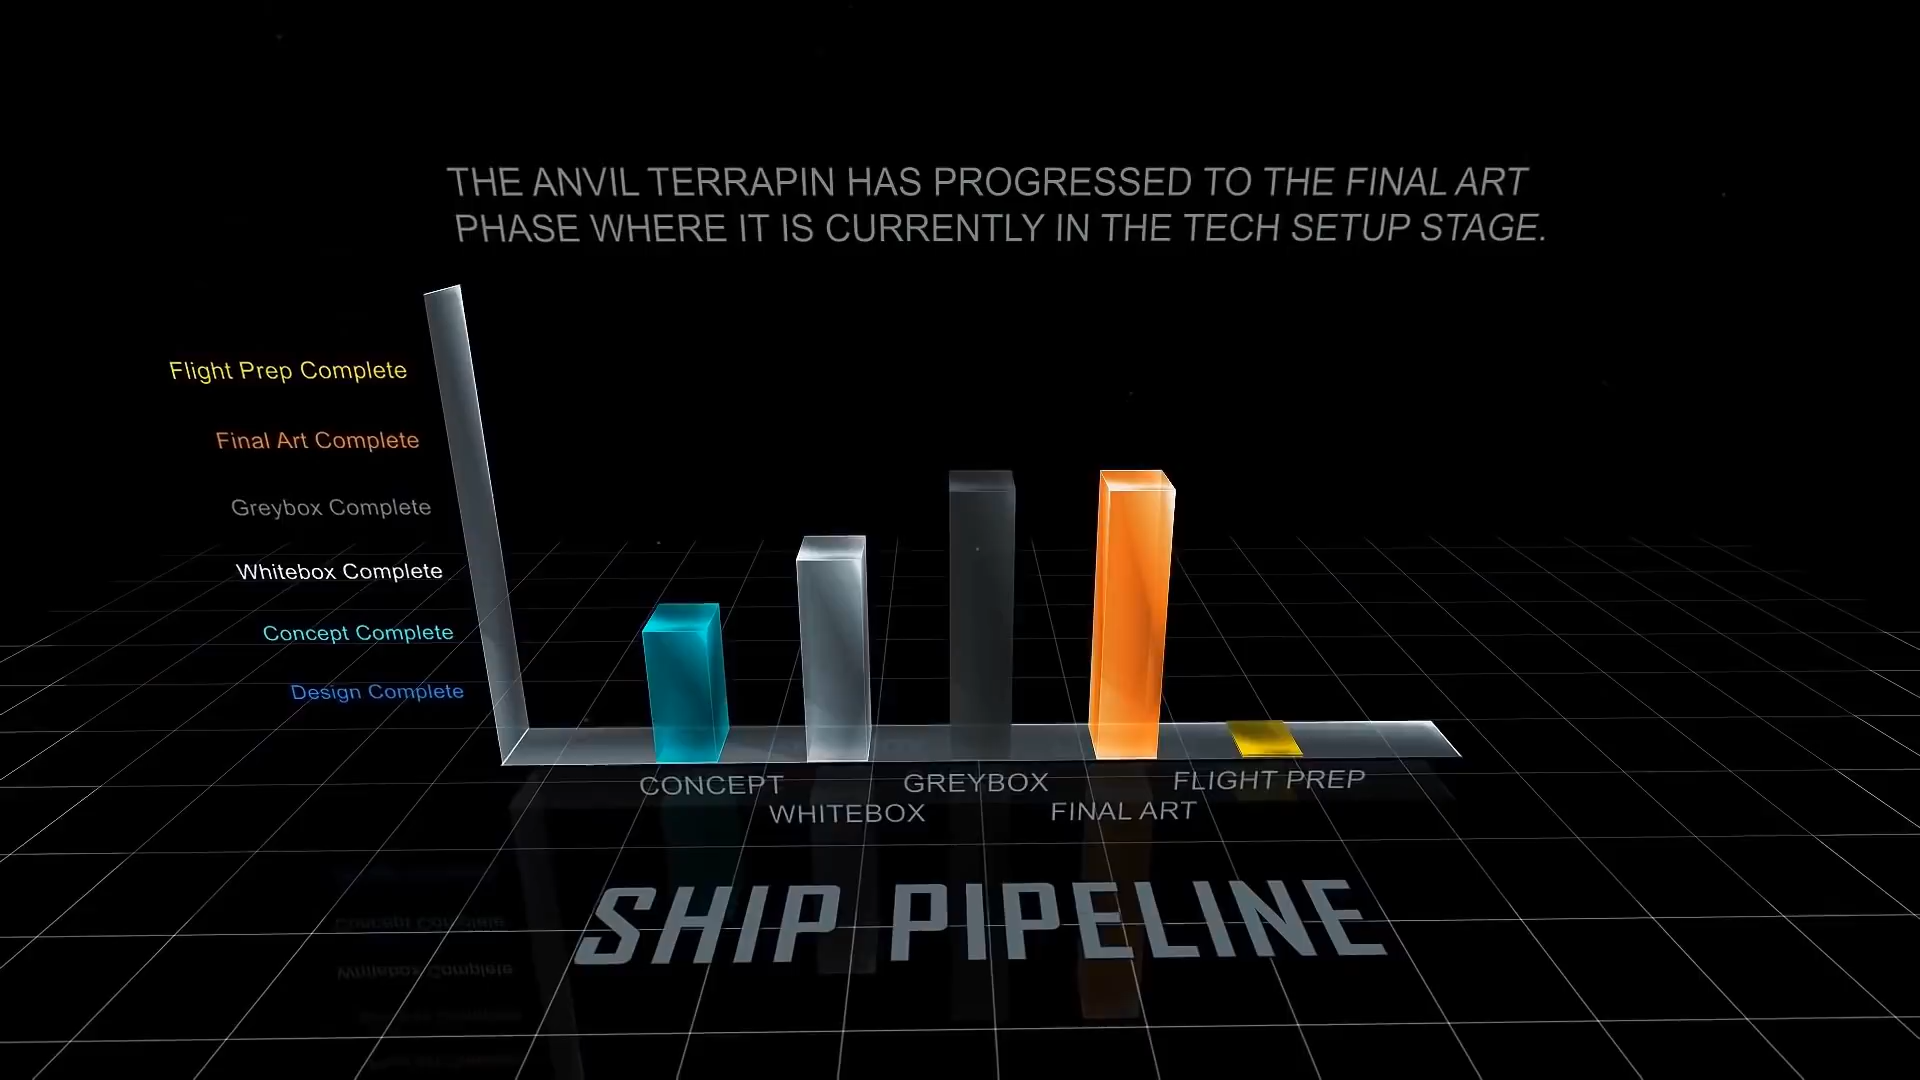 THE ANVIL TERRAPIN HAS PROGRESSED TO THE FINAL ART
PHASE WHERE IT IS CURRENTLY IN THE TECH SETUP STAGE.
Flight Prep Complete
Final Art Complete
Greybox Complete
Whitebox Complete
Concept Complete
Design Complete
CONCEPT
WHITEBOX
GREYBOX
FINAL ART
FLIGHT PREP
SHIP PIPELINE